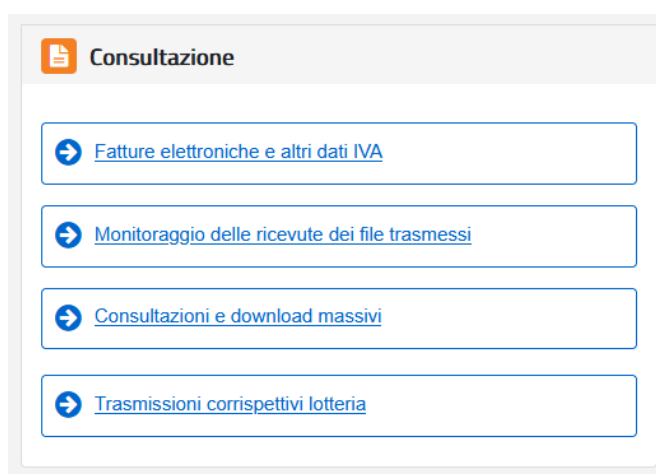 Consultazione
Fatture elettroniche e altri dati IVA
Monitoraggio delle ricevute dei file trasmessi
Consultazioni e download massivi
Trasmissioni corrispettivi lotteria